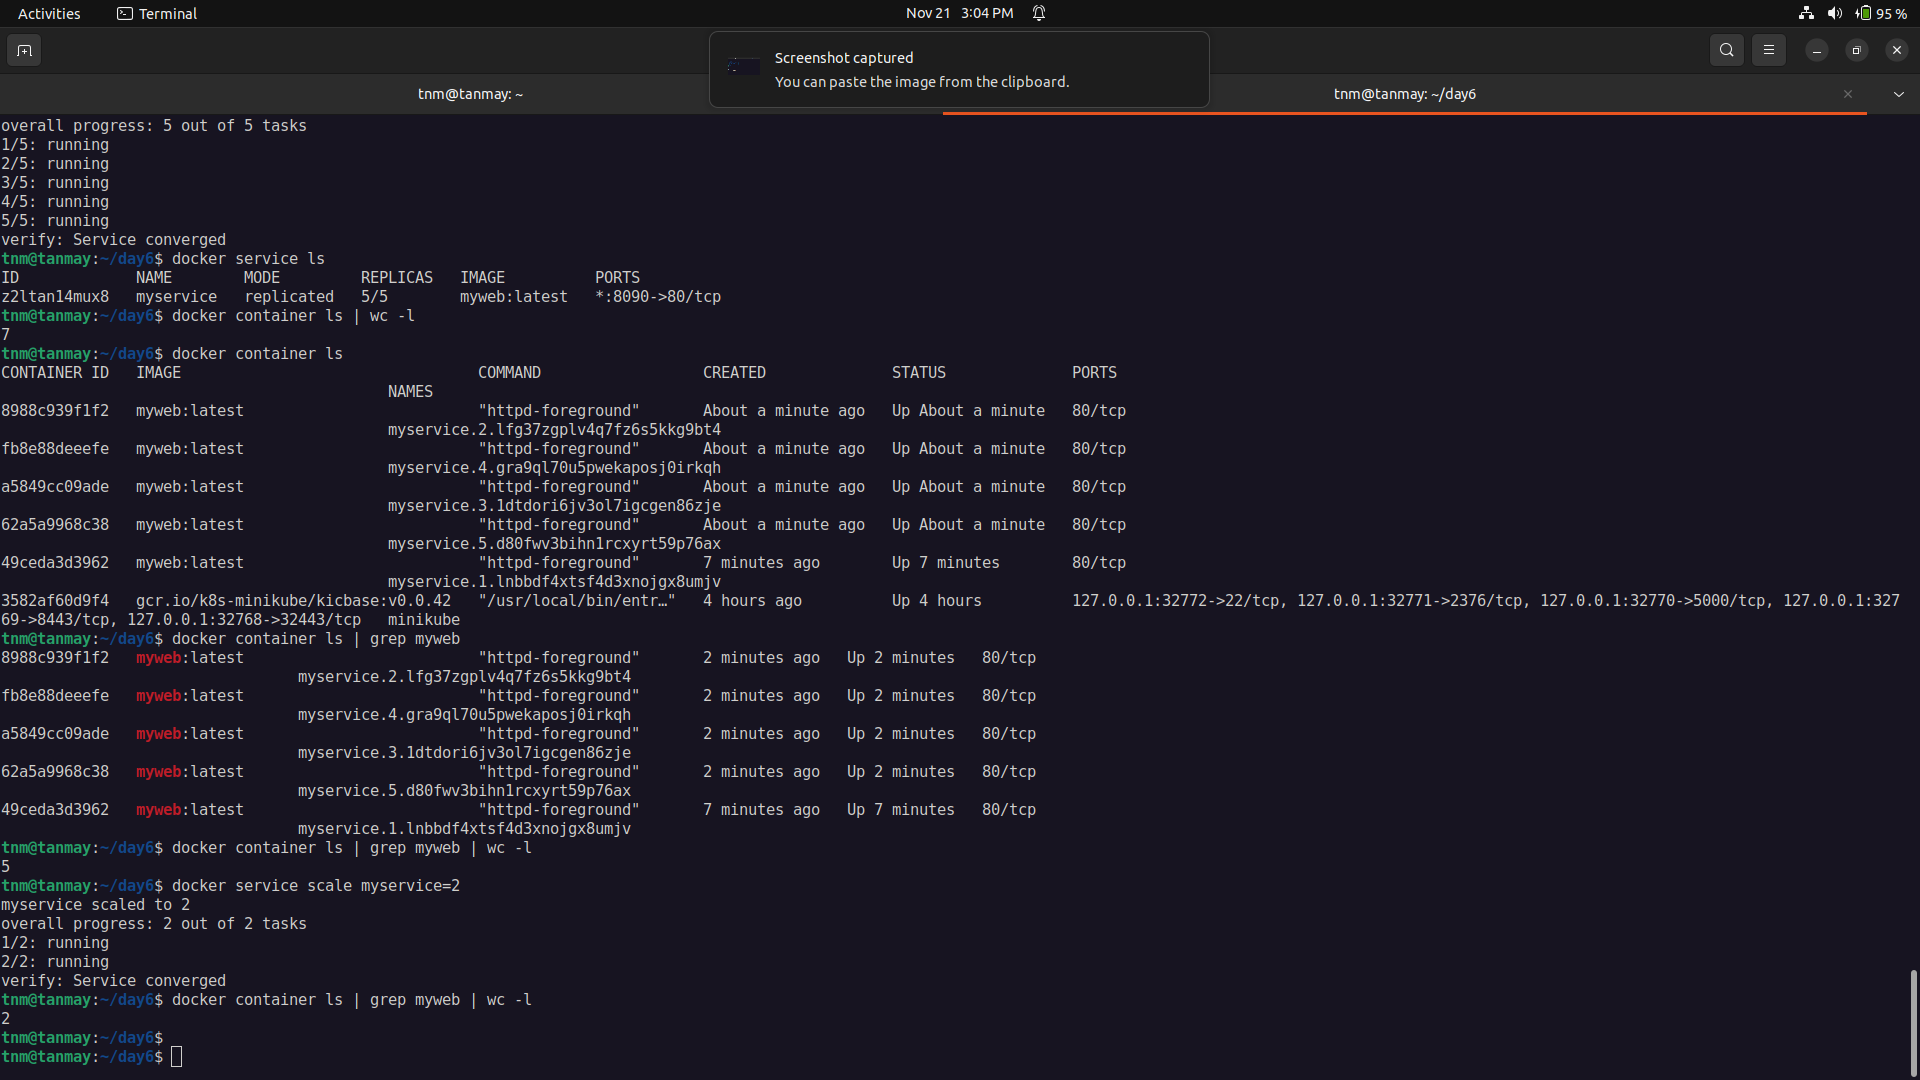 Activities Terminal Nov 21 3:04 PM 95 %
Screenshot captured
You can paste the image from the clipboard.
tnm@tanmay: ~ tnm@tanmay: ~/day6
overall progress: 5 out of 5 tasks
1/5: running
2/5: running
3/5: running
4/5: running
5/5: running
verify: Service converged
tnm@tanmay:~/day6$ docker service ls
ID             NAME        MODE         REPLICAS   IMAGE          PORTS
z2ltan14mux8   myservice   replicated   5/5        myweb:latest   *:8090->80/tcp
tnm@tanmay:~/day6$ docker container ls | wc -l
7
tnm@tanmay:~/day6$ docker container ls
CONTAINER ID   IMAGE                                 COMMAND                  CREATED              STATUS              PORTS
NAMES
8988c939f1f2   myweb:latest                          "httpd-foreground"       About a minute ago   Up About a minute   80/tcp
myservice.2.lfg37zgplv4q7fz6s5kkg9bt4
fb8e88deeefe   myweb:latest                          "httpd-foreground"       About a minute ago   Up About a minute   80/tcp
myservice.4.gra9ql70u5pwekaposj0irkqh
a5849cc09ade   myweb:latest                          "httpd-foreground"       About a minute ago   Up About a minute   80/tcp
myservice.3.1dtdori6jv3ol7igcgen86zje
62a5a9968c38   myweb:latest                          "httpd-foreground"       About a minute ago   Up About a minute   80/tcp
myservice.5.d80fwv3bihn1rcxyrt59p76ax
49ceda3d3962   myweb:latest                          "httpd-foreground"       7 minutes ago        Up 7 minutes        80/tcp
myservice.1.lnbbdf4xtsf4d3xnojgx8umjv
3582af60d9f4   gcr.io/k8s-minikube/kicbase:v0.0.42   "/usr/local/bin/entr…"   4 hours ago          Up 4 hours          127.0.0.1:32772->22/tcp, 127.0.0.1:32771->2376/tcp, 127.0.0.1:32770->5000/tcp, 127.0.0.1:327
69->8443/tcp, 127.0.0.1:32768->32443/tcp   minikube
tnm@tanmay:~/day6$ docker container ls | grep myweb
8988c939f1f2   myweb:latest                          "httpd-foreground"       2 minutes ago   Up 2 minutes   80/tcp
myservice.2.lfg37zgplv4q7fz6s5kkg9bt4
fb8e88deeefe   myweb:latest                          "httpd-foreground"       2 minutes ago   Up 2 minutes   80/tcp
myservice.4.gra9ql70u5pwekaposj0irkqh
a5849cc09ade   myweb:latest                          "httpd-foreground"       2 minutes ago   Up 2 minutes   80/tcp
myservice.3.1dtdori6jv3ol7igcgen86zje
62a5a9968c38   myweb:latest                          "httpd-foreground"       2 minutes ago   Up 2 minutes   80/tcp
myservice.5.d80fwv3bihn1rcxyrt59p76ax
49ceda3d3962   myweb:latest                          "httpd-foreground"       7 minutes ago   Up 7 minutes   80/tcp
myservice.1.lnbbdf4xtsf4d3xnojgx8umjv
tnm@tanmay:~/day6$ docker container ls | grep myweb | wc -l
5
tnm@tanmay:~/day6$ docker service scale myservice=2
myservice scaled to 2
overall progress: 2 out of 2 tasks
1/2: running
2/2: running
verify: Service converged
tnm@tanmay:~/day6$ docker container ls | grep myweb | wc -l
2
tnm@tanmay:~/day6$
tnm@tanmay:~/day6$